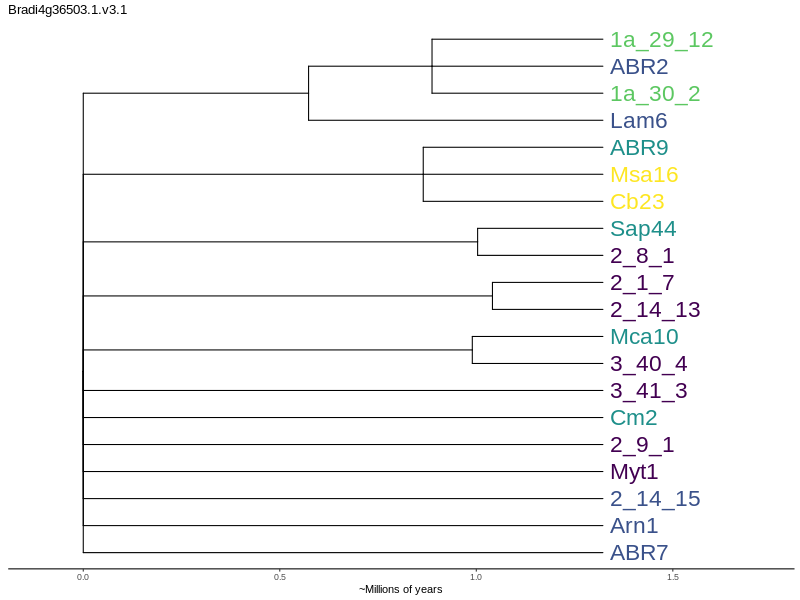 Bradi4g36503.1.v3.1
1a_29_12
ABR2
1a_30_2
Lam6
ABR9
Msa16
Cb23
Sap44
2_8_1
2_1_7
2_14_13
Mca10
3_40_4
3_41_3
Cm2
2_9_1
Myt1
2_14_15
Arn1
ABR7
0.0 0.5 1.0 1.5
~Millions of years